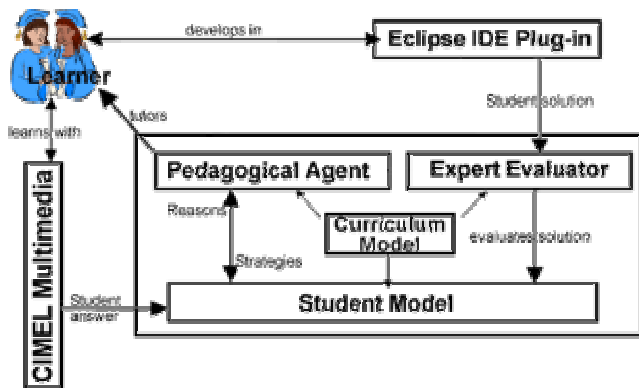 develops in
Eclipse IDE Plug-in
Learner
Student solution
learns with
tutors
Pedagogical Agent
Expert Evaluator
Reasons
Curriculum
Model
evaluates solution
Strategies
CIMEL Multimedia
Student
answer
Student Model